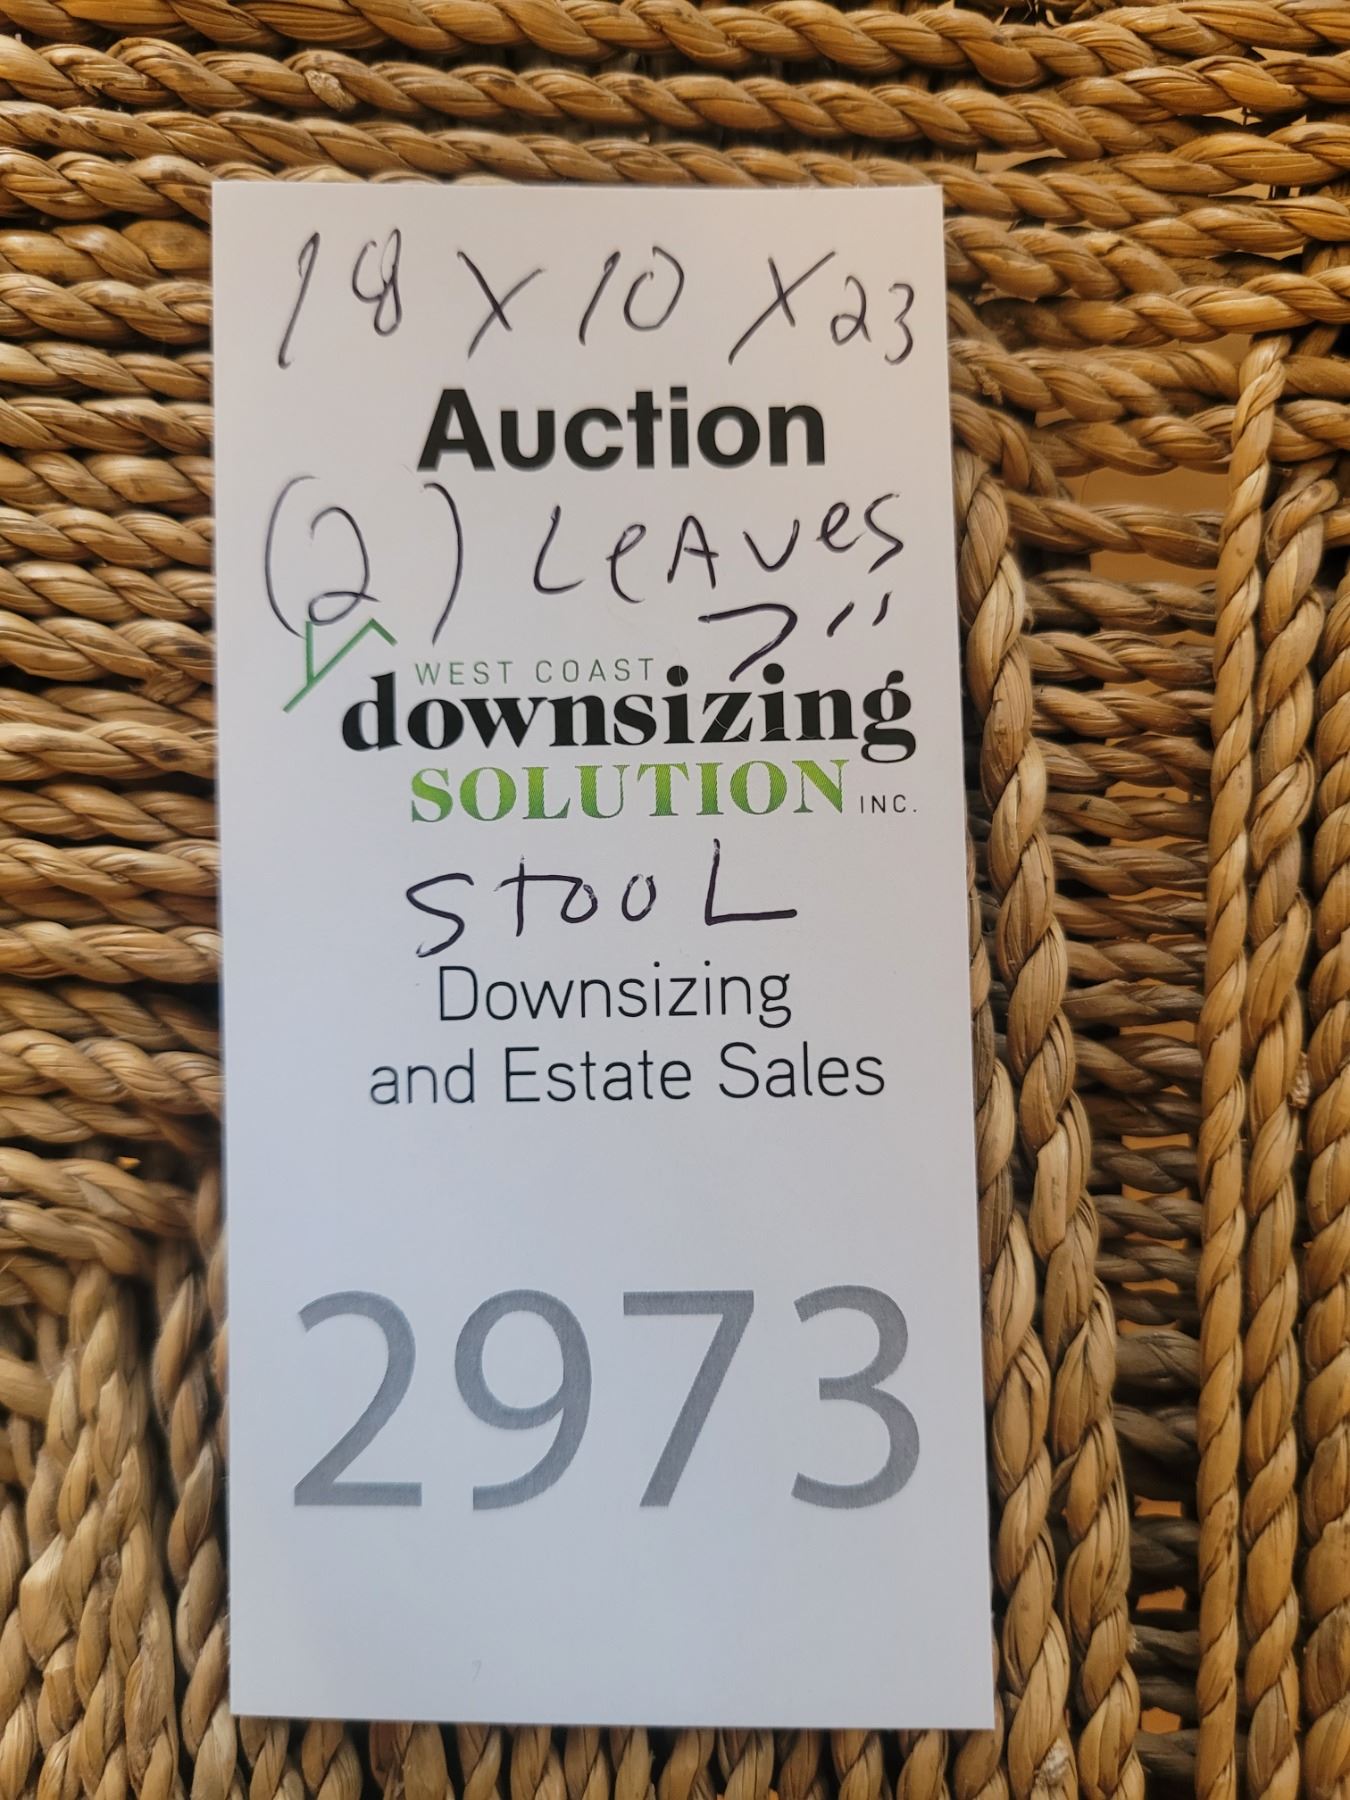 18 X 10 X 23
Auction
(2) LeAves
7"
WEST COAST
downsizing
SOLUTION INC.
StooL
Downsizing
and Estate Sales
2973